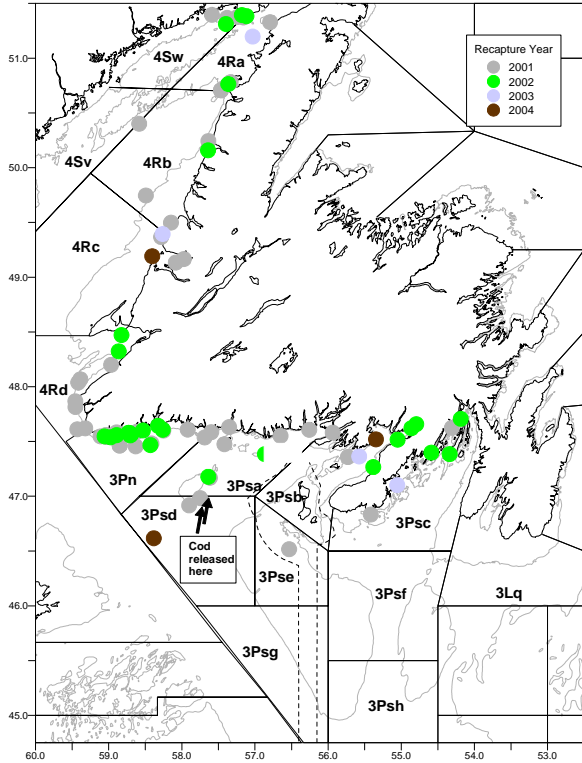 Recapture Year
2001
2002
2003
2004
4Sw
4Ra
4Sv
4Rb
4Rc
4Rd
3Pn
3Psa
3Psb
3Psd
3Psc
Cod
released
here
3Pse
3Psf
3Lq
3Psg
3Psh
51.0
50.0
49.0
48.0
47.0
46.0
45.0
60.0 59.0 58.0 57.0 56.0 55.0 54.0 53.0